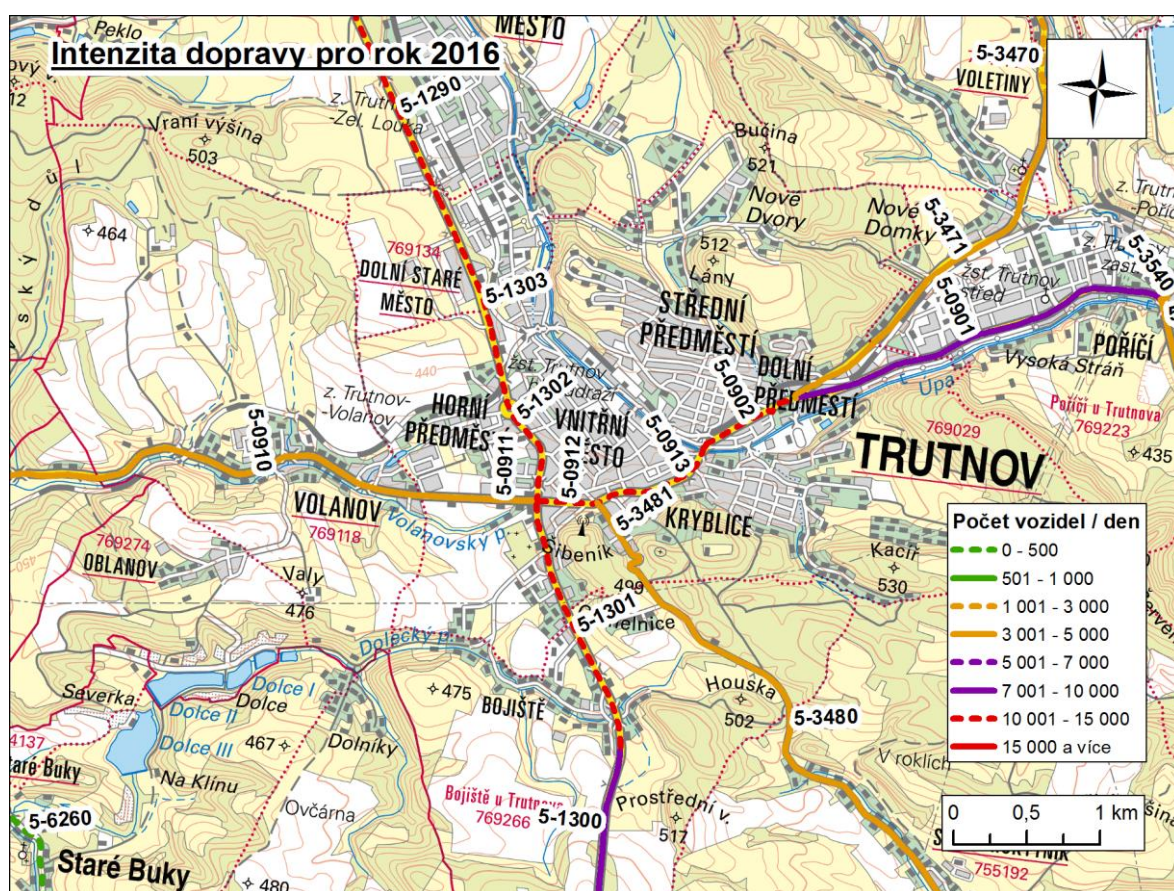 Intenzita dopravy pro rok 2016
Peklo
MĚSTO
5-3470
VOLETINY
5-1290
z. Trutn
-Zel. Louka
Vraní výšina
503
Bučina
521
Nové
Dvory
Nové
Domky
5-3471
z. Trutnov-
464
769134
DOLNÍ STARÉ
MĚSTO
5-1303
512
Lány
STŘEDNÍ
PŘEDMĚSTÍ
žst. Trutnov
střed
5-0901
5-3540
POŘÍČÍ
Vysoká Stráň
Úpa
440
žst. Trutnov
5-1302
DOLNÍ
PŘEDMĚSTÍ
5-0902
z. Trutnov-
-Volanov
HORNÍ
PŘEDMĚS
VNITŘNÍ
5-0910
5-0911
5-0912
5-0913
TRUTNOV
Poříčí u Trutnova
769223
769029
435
VOLANOV
769118
Volanovský p.
5-3481
KRYBLICE
Šibeník
499
769274
OBLANOV
Valy
476
Kacíř
530
5-1301
Dolecký p.
Severka
Dolce I
Dolce II
Dolce
Dolce III
467
Dolníky
475
BOJIŠTĚ
Houška
502
5-3480
V roklích
4137
Na Klínu
Ovčárna
Bojiště u Trutnova
769266
5-1300
Prostřední v.
517
5-6260
Staré Buky
480
755192
Počet vozidel / den
0 - 500
501 - 1 000
1 001 - 3 000
3 001 - 5 000
5 001 - 7 000
7 001 - 10 000
10 001 - 15 000
15 000 a více
0 0,5 1 km